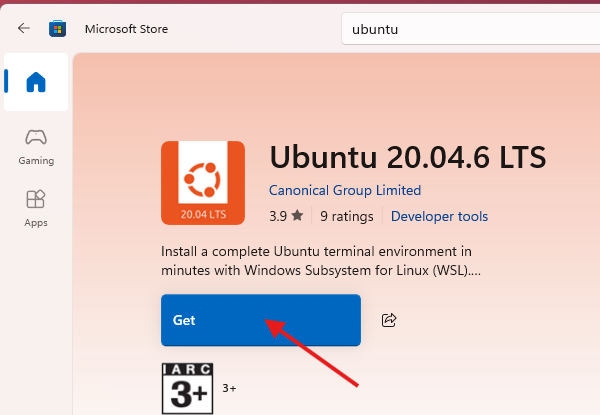 Microsoft Store
ubuntu
Gaming
Apps
20.04 LTS
Ubuntu 20.04.6 LTS
Canonical Group Limited
3.9 ★ 9 ratings Developer tools
Install a complete Ubuntu terminal environment in
minutes with Windows Subsystem for Linux (WSL)....
Get
IARC
3+
3+